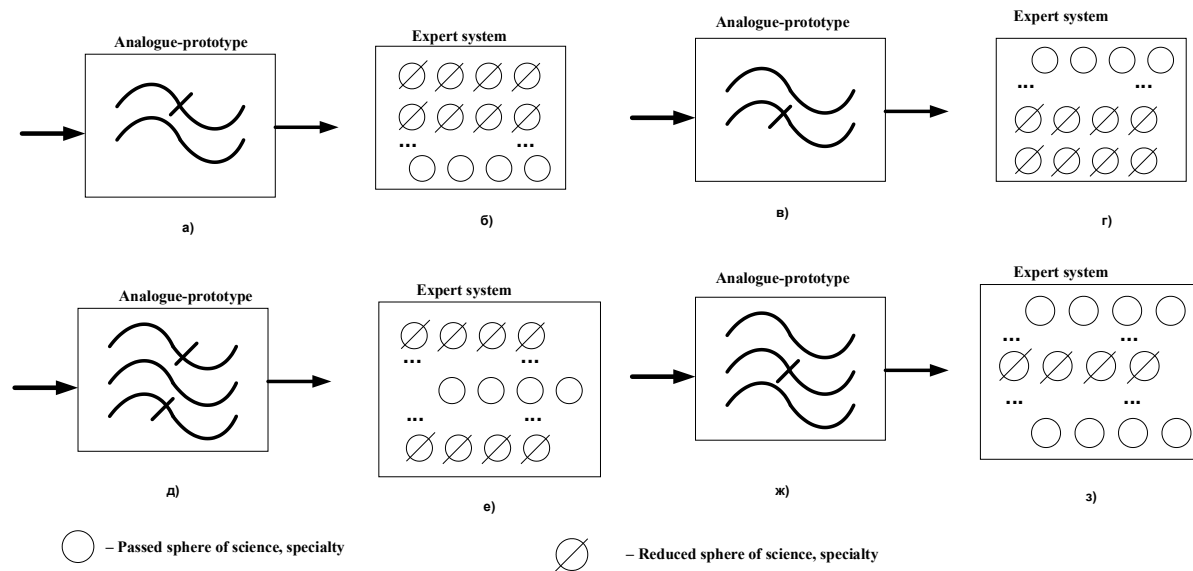 Analogue-prototype
Expert system
Analogue-prototype
Expert system
...
...
...
...
а)
б)
в)
г)
Analogue-prototype
Expert system
Analogue-prototype
Expert system
...
...
...
...
...
...
...
...
д)
е)
ж)
з)
– Passed sphere of science, specialty
– Reduced sphere of science, specialty